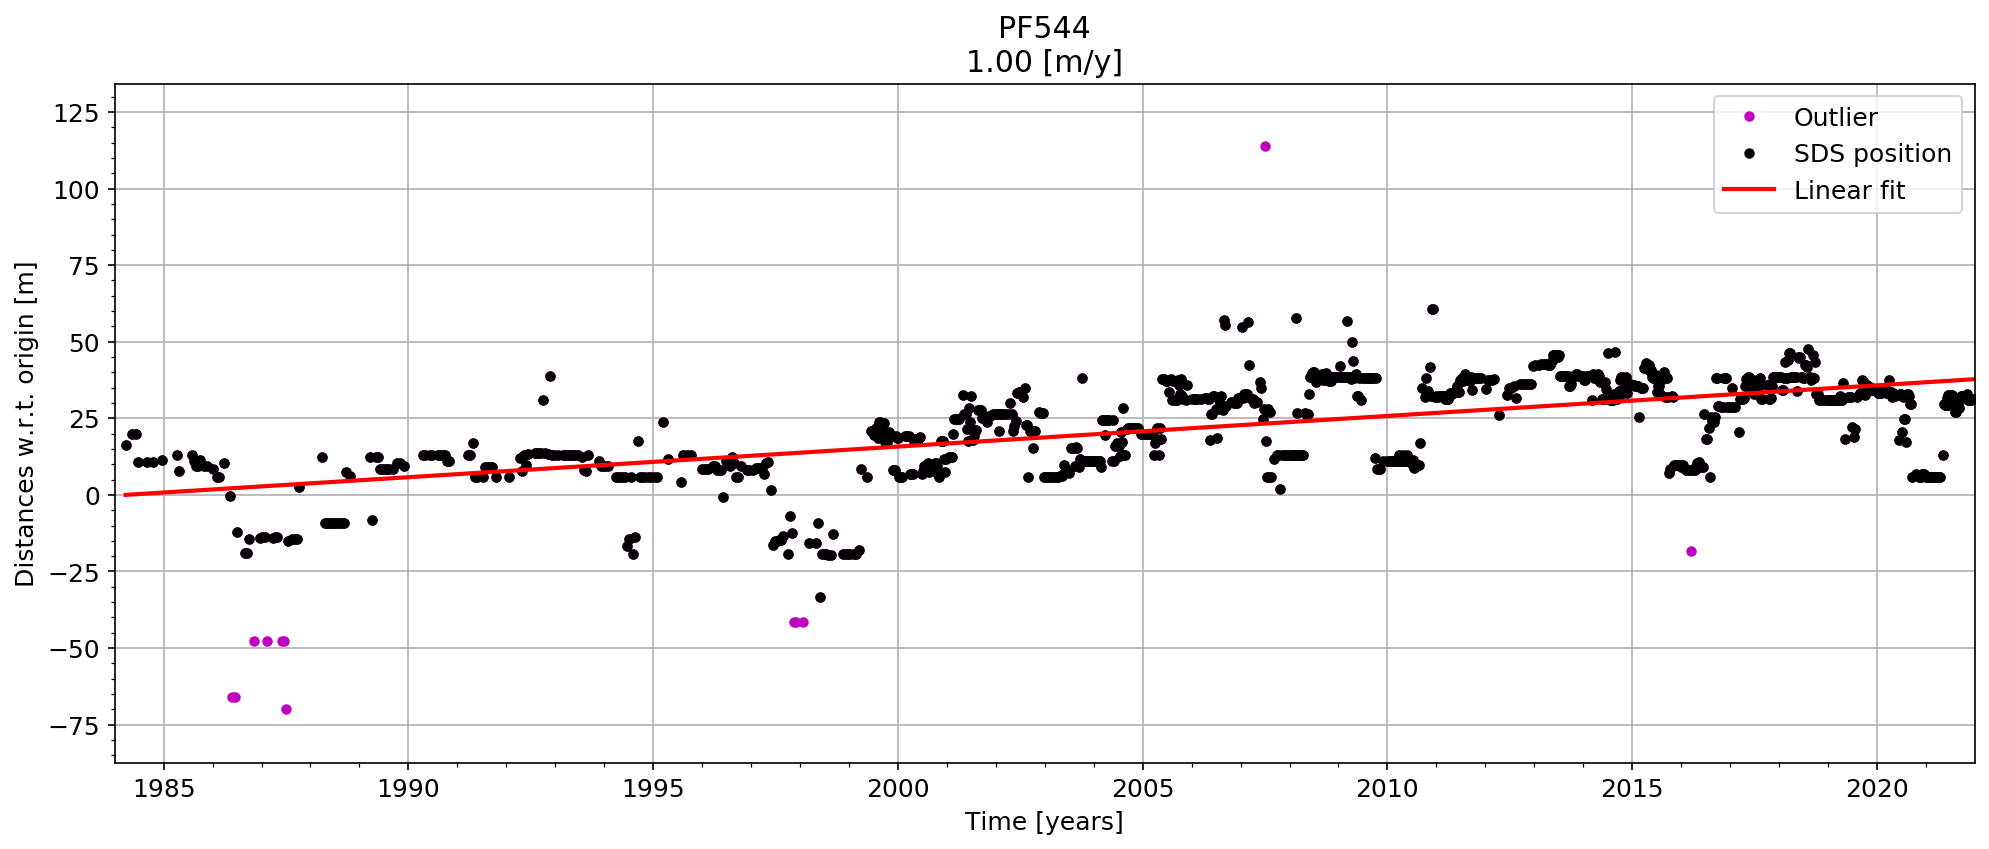 PF544
1.00 [m/y]
Distances w.r.t. origin [m]
125
100
75
50
25
0
−25
−50
−75
Outlier
SDS position
Linear fit
1985 1990 1995 2000 2005 2010 2015 2020
Time [years]